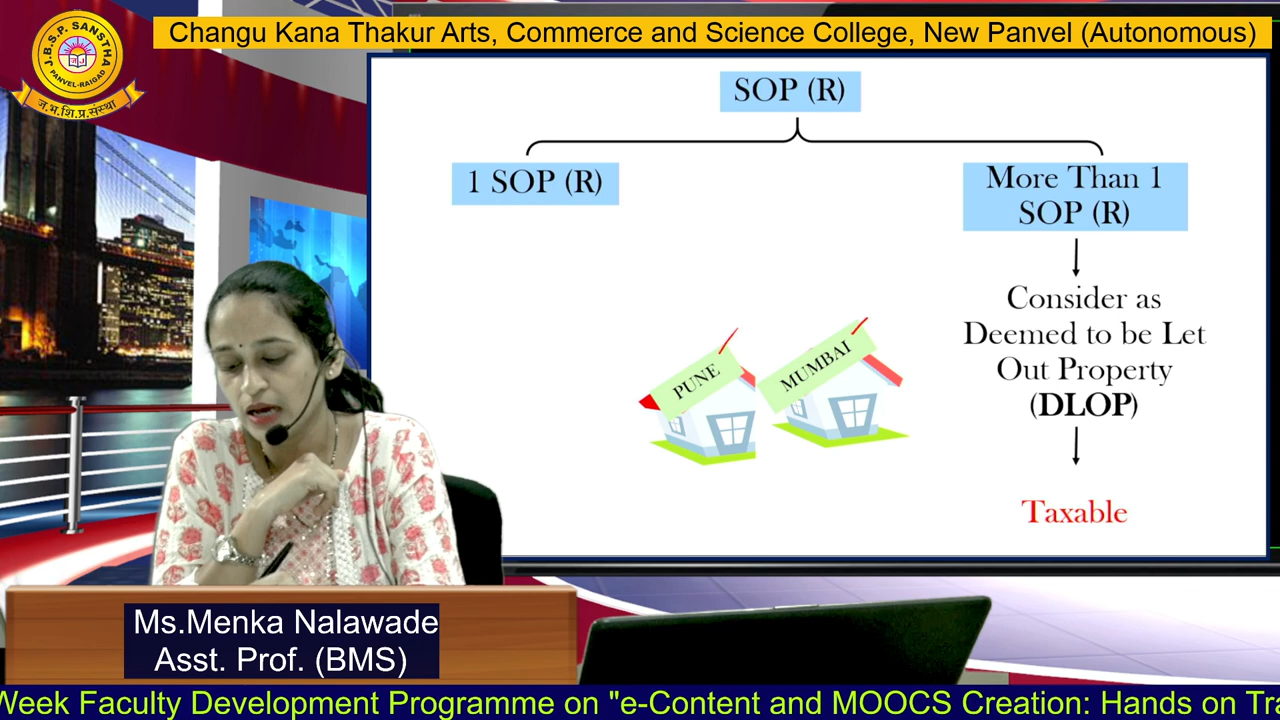 J.B.S.P. SANSTHA
PANVEL-RAIGAD
ज.भ.शि.प्र.संस्था
Changu Kana Thakur Arts, Commerce and Science College, New Panvel (Autonomous)
SOP (R)
1 SOP (R)
More Than 1
SOP (R)
Consider as
Deemed to be Let
Out Property
(DLOP)
Taxable
PUNE
MUMBAI
Ms.Menka Nalawade
Asst. Prof. (BMS)
Week Faculty Development Programme on "e-Content and MOOCS Creation: Hands on Tra